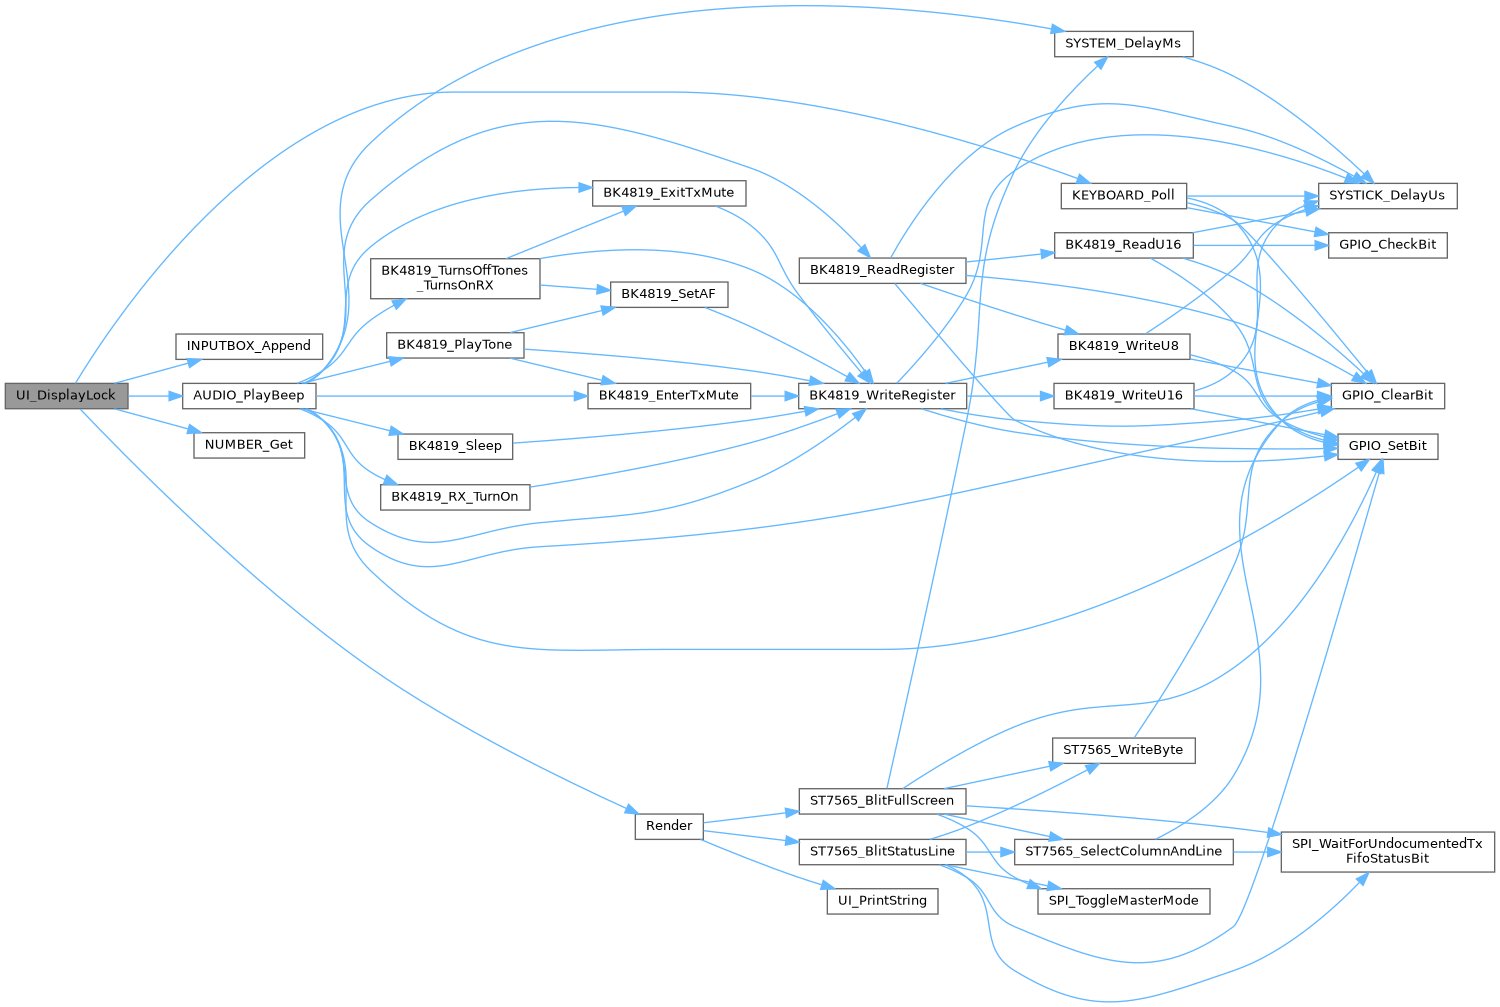 SYSTEM_DelayMs
BK4819_ExitTxMute
KEYBOARD_Poll
SYSTICK_DelayUs
BK4819_ReadU16
GPIO_CheckBit
BK4819_TurnsOffTones
_TurnsOnRX
BK4819_ReadRegister
BK4819_SetAF
INPUTBOX_Append
BK4819_PlayTone
BK4819_WriteU8
UI_DisplayLock
AUDIO_PlayBeep
BK4819_EnterTxMute
BK4819_WriteRegister
BK4819_WriteU16
GPIO_ClearBit
NUMBER_Get
BK4819_Sleep
GPIO_SetBit
BK4819_RX_TurnOn
ST7565_WriteByte
ST7565_BlitFullScreen
Render
ST7565_BlitStatusLine
ST7565_SelectColumnAndLine
SPI_WaitForUndocumentedTx
FifoStatusBit
UI_PrintString
SPI_ToggleMasterMode